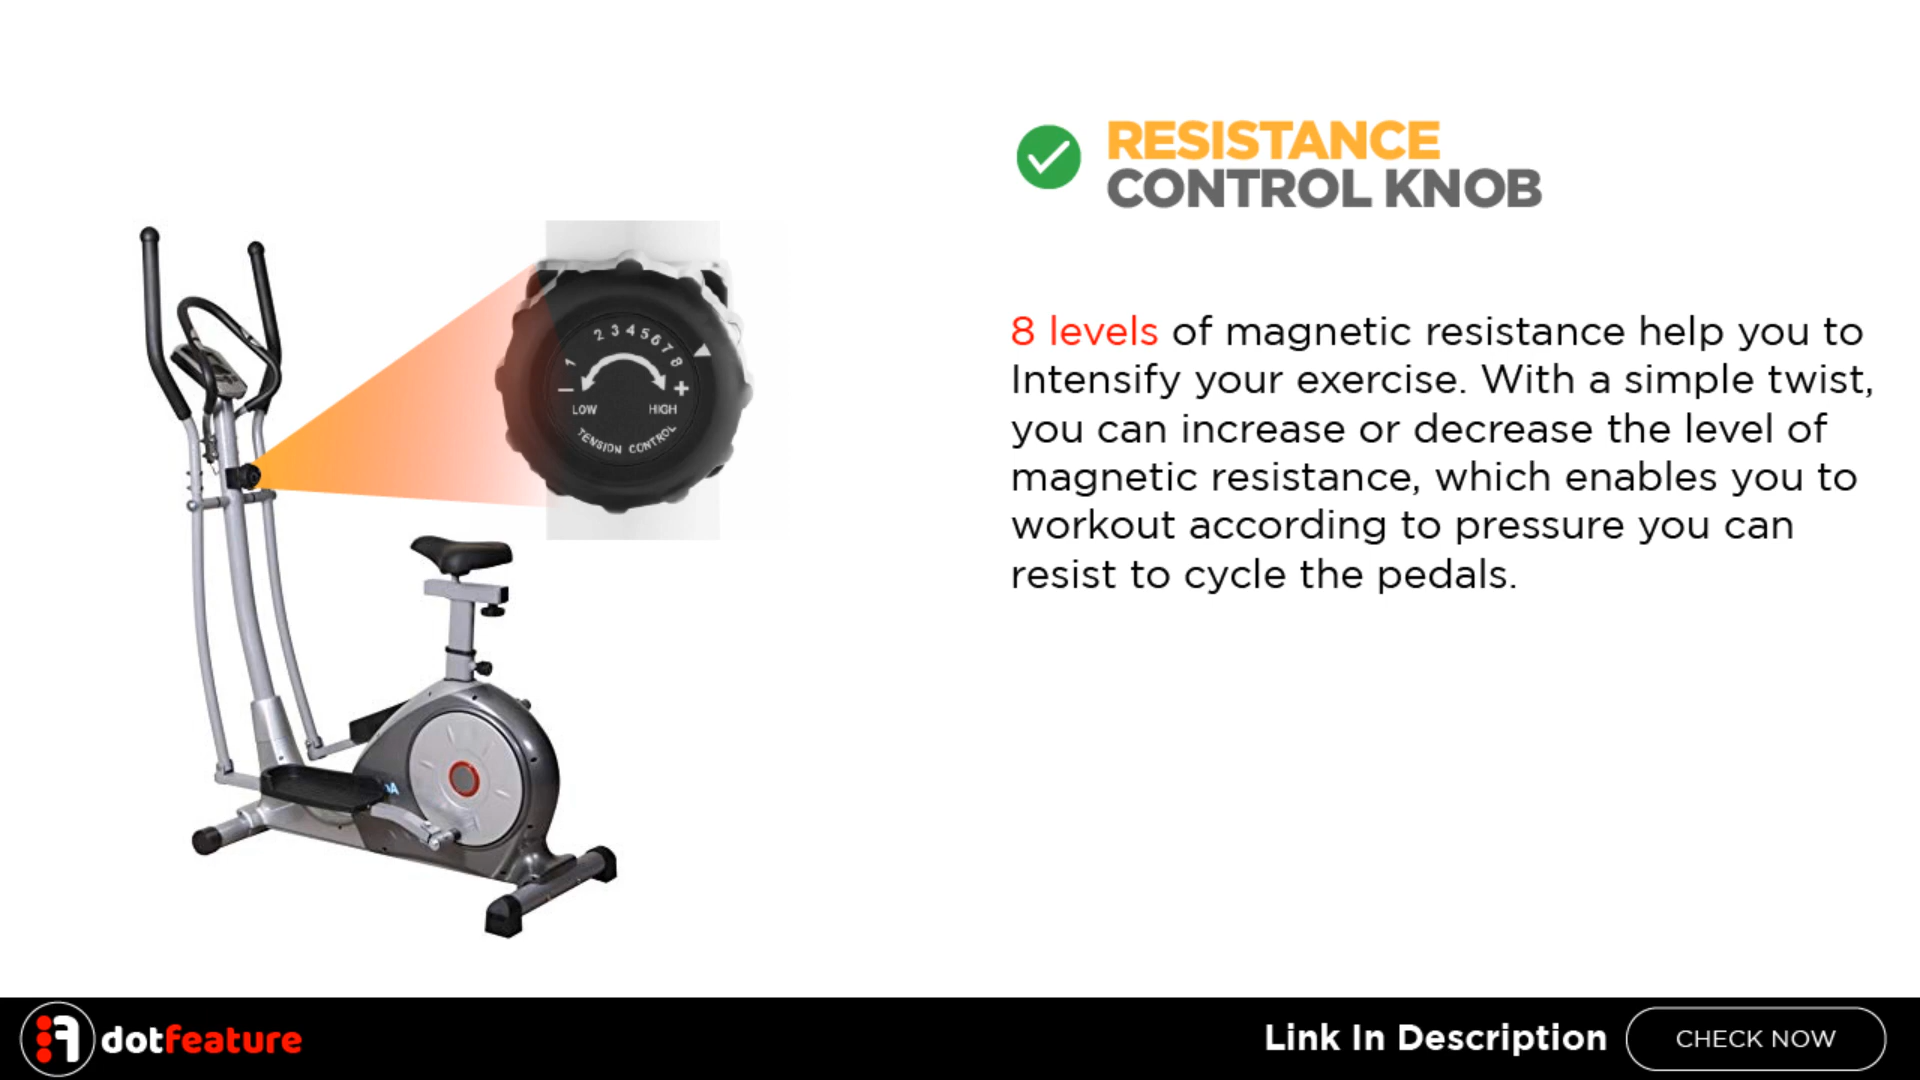 RESISTANCE
CONTROL KNOB
8 levels of magnetic resistance help you to
Intensify your exercise. With a simple twist,
you can increase or decrease the level of
magnetic resistance, which enables you to
workout according to pressure you can
resist to cycle the pedals.
1 2 3 4 5 6 7 8
− +
LOW HIGH
TENSION CONTROL
dotfeature
Link In Description
CHECK NOW